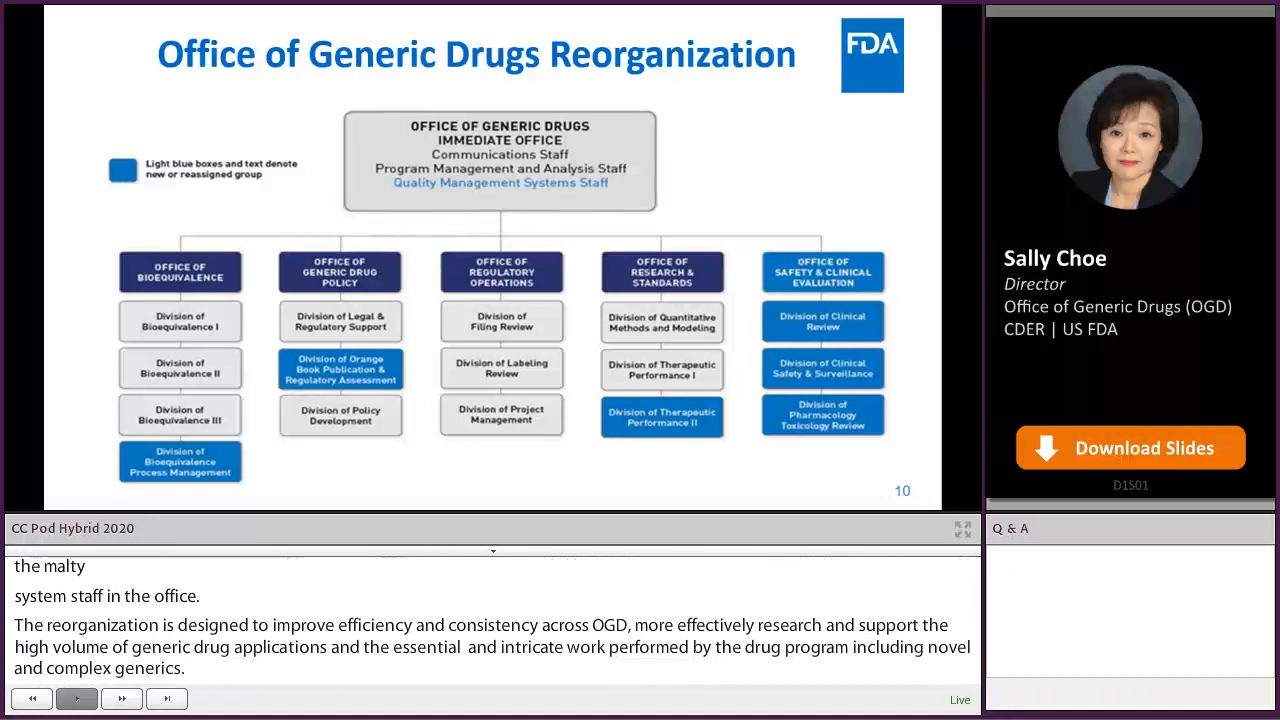 Office of Generic Drugs Reorganization
FDA
OFFICE OF GENERIC DRUGS
IMMEDIATE OFFICE
Communications Staff
Program Management and Analysis Staff
Quality Management Systems Staff
Light blue boxes and text denote
new or reassigned group
OFFICE OF
BIOEQUIVALENCE
Division of
Bioequivalence I
Division of
Bioequivalence II
Division of
Bioequivalence III
Division of
Bioequivalence
Process Management
OFFICE OF
GENERIC DRUG
POLICY
Division of Legal &
Regulatory Support
Division of Orange
Book Publication &
Regulatory Assessment
Division of Policy
Development
OFFICE OF
REGULATORY
OPERATIONS
Division of
Filing Review
Division of Labeling
Review
Division of Project
Management
OFFICE OF
RESEARCH &
STANDARDS
Division of Quantitative
Methods and Modeling
Division of Therapeutic
Performance I
Division of Therapeutic
Performance II
OFFICE OF
SAFETY & CLINICAL
EVALUATION
Division of Clinical
Review
Division of Clinical
Safety & Surveillance
Division of
Pharmacology
Toxicology Review
10
Sally Choe
Director
Office of Generic Drugs (OGD)
CDER | US FDA
Download Slides
D1S01
CC Pod Hybrid 2020
the malty
system staff in the office.
The reorganization is designed to improve efficiency and consistency across OGD, more effectively research and support the
high volume of generic drug applications and the essential and intricate work performed by the drug program including novel
and complex generics.
Live
Q & A